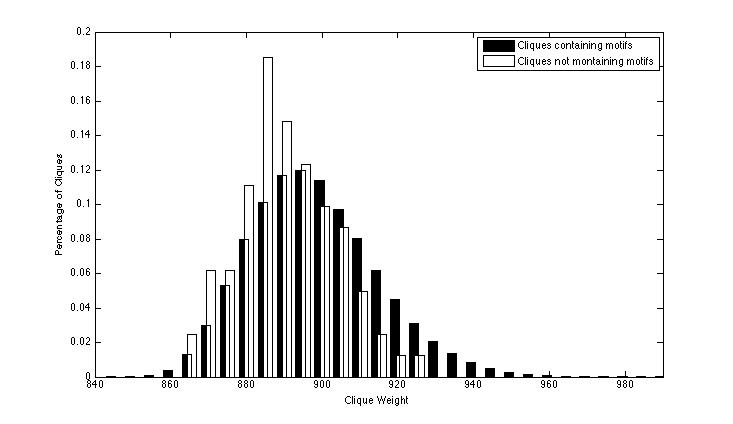 0.2
Cliques containing motifs
Cliques not montaining motifs
0.18
0.16
0.14
0.12
0.1
0.08
0.06
0.04
0.02
0
Percentage of Cliques
840 860 880 900 920 940 960 980
Clique Weight